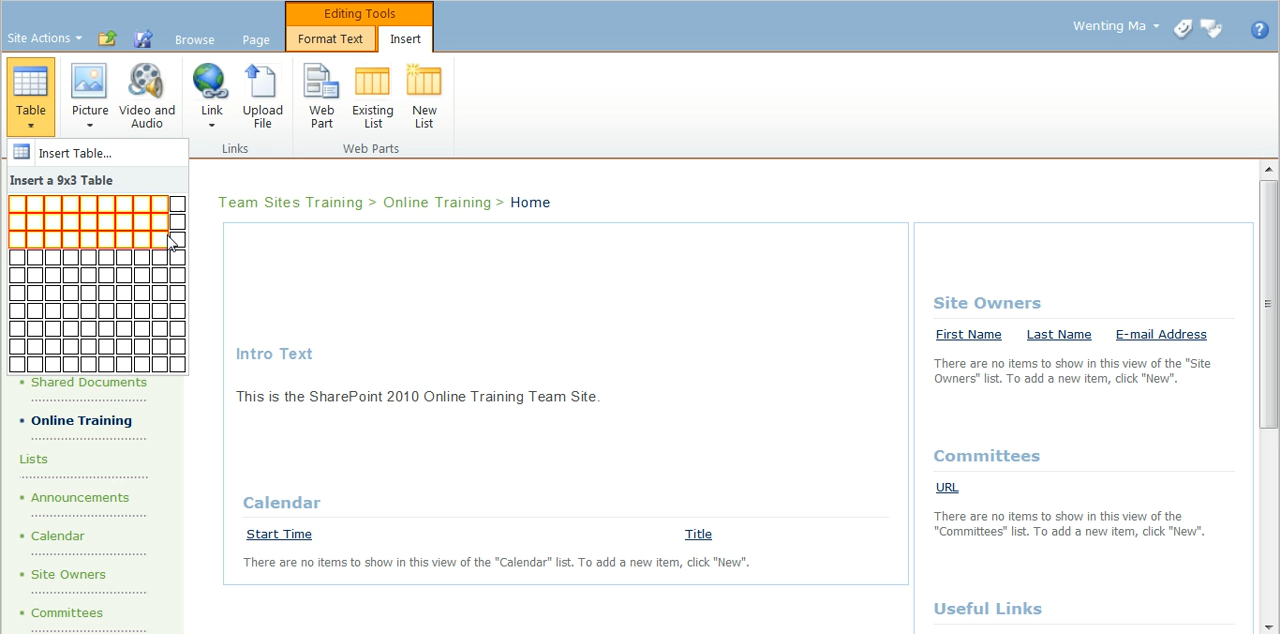 Editing Tools
Site Actions
Browse
Page
Format Text
Insert
Wenting Ma
Table
Picture
Video and
Audio
Link
Upload
File
Web
Part
Existing
List
New
List
Links
Web Parts
Insert Table...
Insert a 9x3 Table
Team Sites Training > Online Training > Home
Intro Text
This is the SharePoint 2010 Online Training Team Site.
Calendar
Start Time
Title
There are no items to show in this view of the "Calendar" list. To add a new item, click "New".
Site Owners
First Name
Last Name
E-mail Address
There are no items to show in this view of the "Site
Owners" list. To add a new item, click "New".
Committees
URL
There are no items to show in this view of the
"Committees" list. To add a new item, click "New".
Useful Links
Shared Documents
Online Training
Lists
Announcements
Calendar
Site Owners
Committees